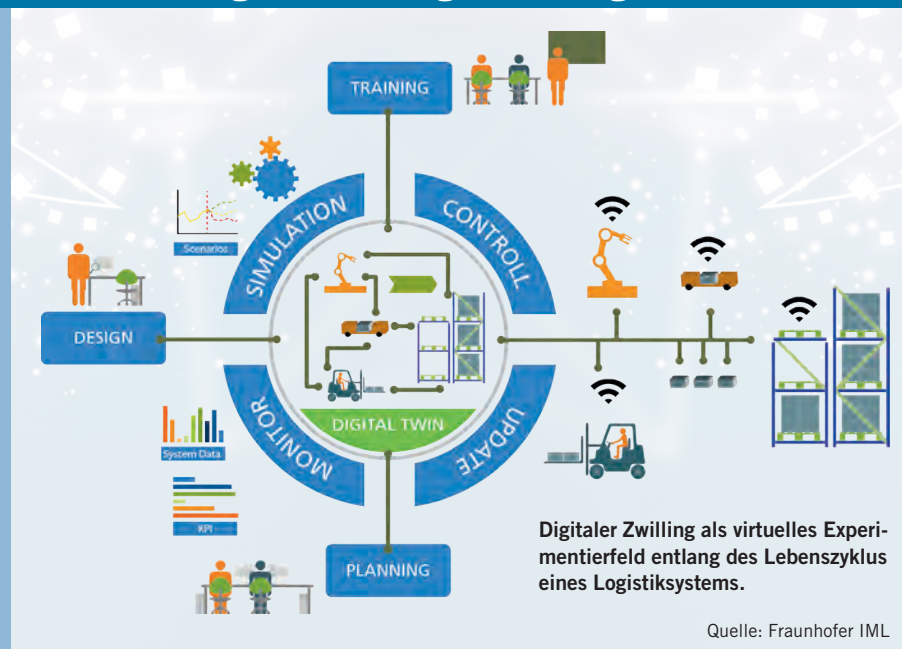 TRAINING
SIMULATION
CONTROLL
Scenarios
DESIGN
DIGITAL TWIN
MONITOR
UPDATE
System Data
KPI
PLANNING
Digitaler Zwilling als virtuelles Experi-
mentierfeld entlang des Lebenszyklus
eines Logistiksystems.
Quelle: Fraunhofer IML